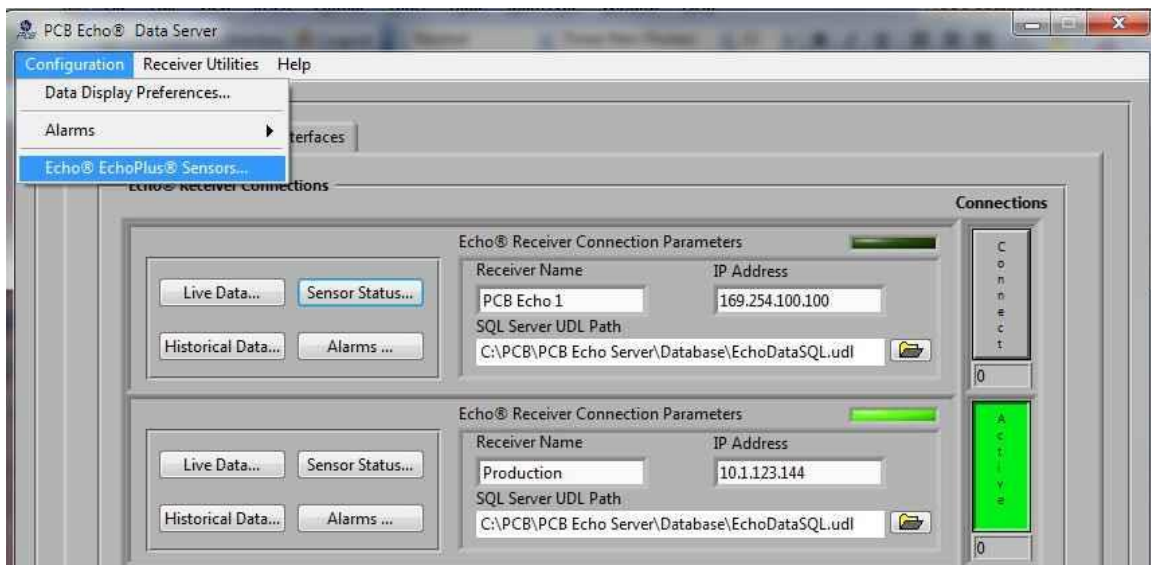 PCB Echo® Data Server
Configuration Receiver Utilities Help
Data Display Preferences...
Alarms
terfaces
Echo® EchoPlus® Sensors...
Echo® Receiver Connections
Connections
Echo® Receiver Connection Parameters
Receiver Name IP Address
Live Data... Sensor Status... PCB Echo 1 169.254.100.100
SQL Server UDL Path
Historical Data... Alarms ... C:\PCB\PCB Echo Server\Database\EchoDataSQL.udl
Connect
0
Echo® Receiver Connection Parameters
Receiver Name IP Address
Live Data... Sensor Status... Production 10.1.123.144
SQL Server UDL Path
Historical Data... Alarms ... C:\PCB\PCB Echo Server\Database\EchoDataSQL.udl
Active
0